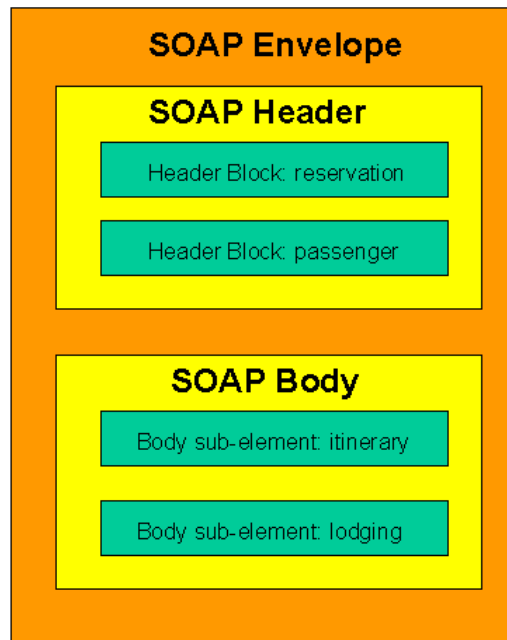 SOAP Envelope
SOAP Header
Header Block: reservation
Header Block: passenger
SOAP Body
Body sub-element: itinerary
Body sub-element: lodging